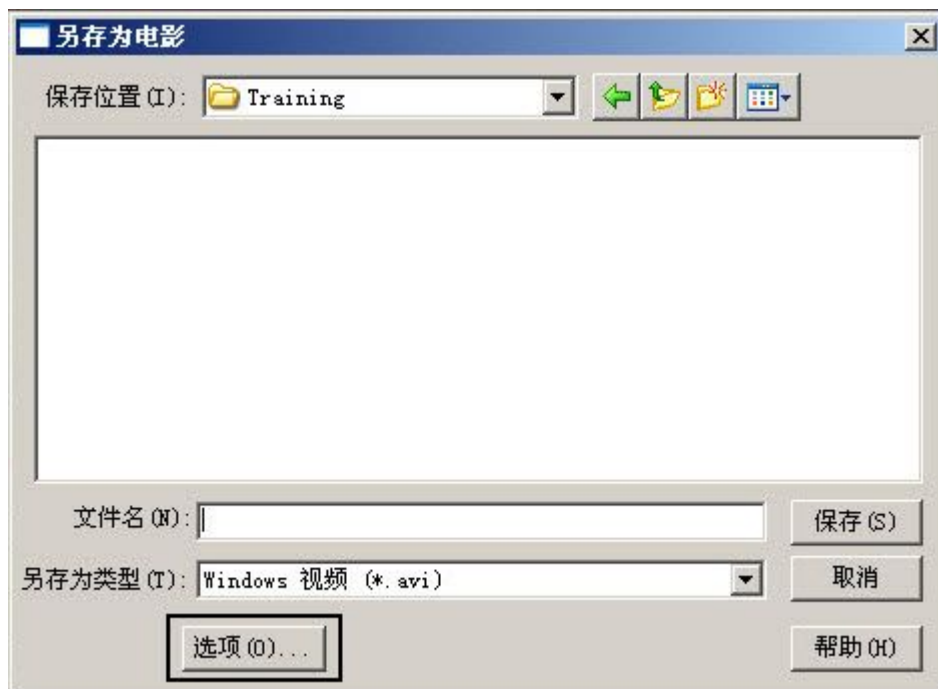 另存为电影
保存位置(I): Training
文件名(N):
保存(S)
另存为类型(T): Windows 视频 (*.avi)
取消
选项(O)...
帮助(H)